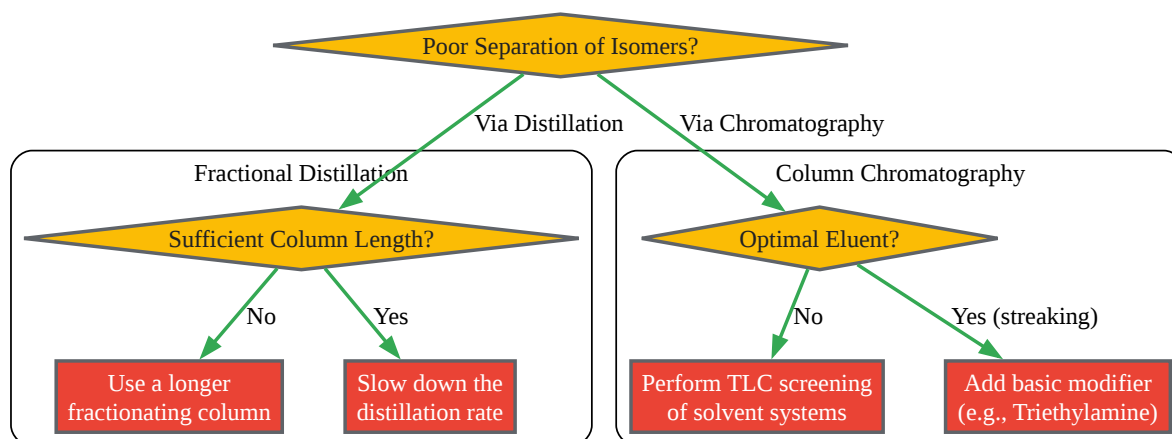 Poor Separation of Isomers?
Via Distillation
Via Chromatography
Fractional Distillation
Sufficient Column Length?
No
Yes
Use a longer
fractionating column
Slow down the
distillation rate
Column Chromatography
Optimal Eluent?
No
Yes (streaking)
Perform TLC screening
of solvent systems
Add basic modifier
(e.g., Triethylamine)